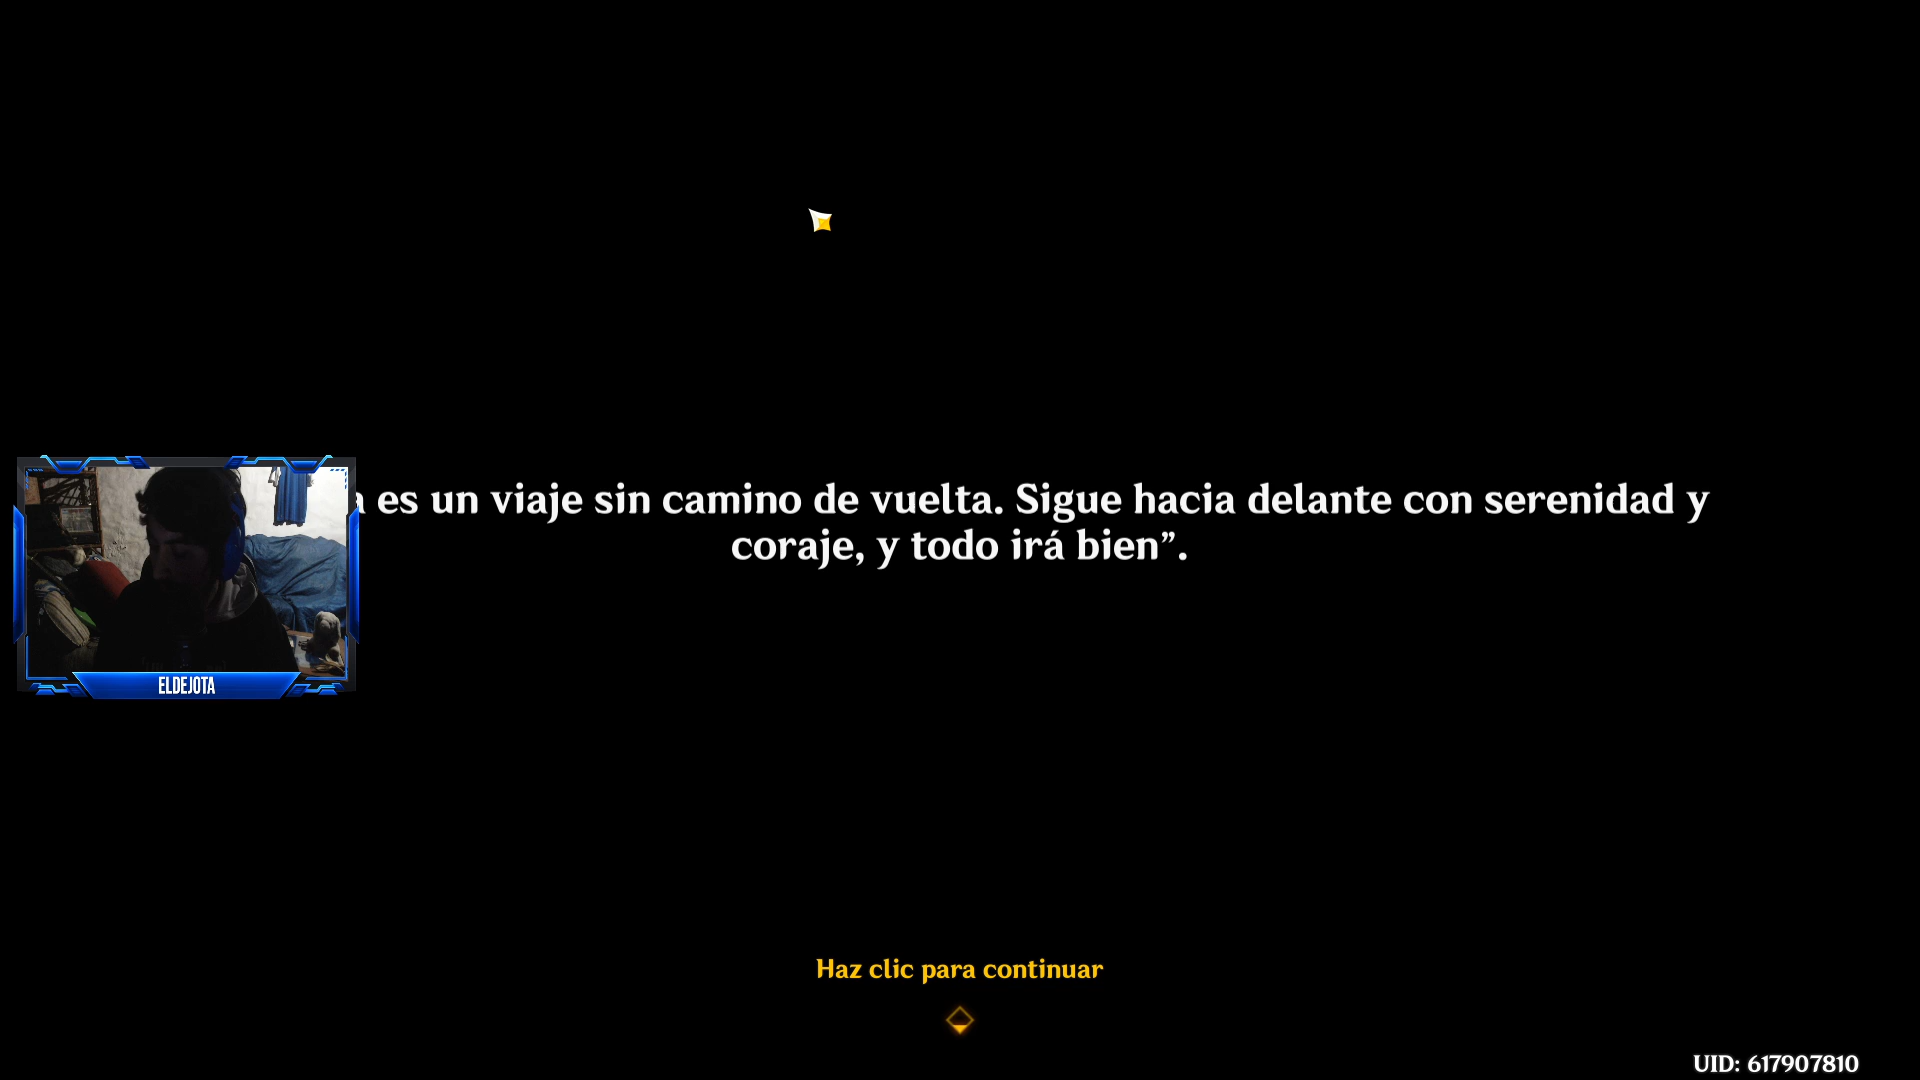 es un viaje sin camino de vuelta. Sigue hacia delante con serenidad y
coraje, y todo irá bien”.
ELDEJOTA
Haz clic para continuar
UID: 617907810